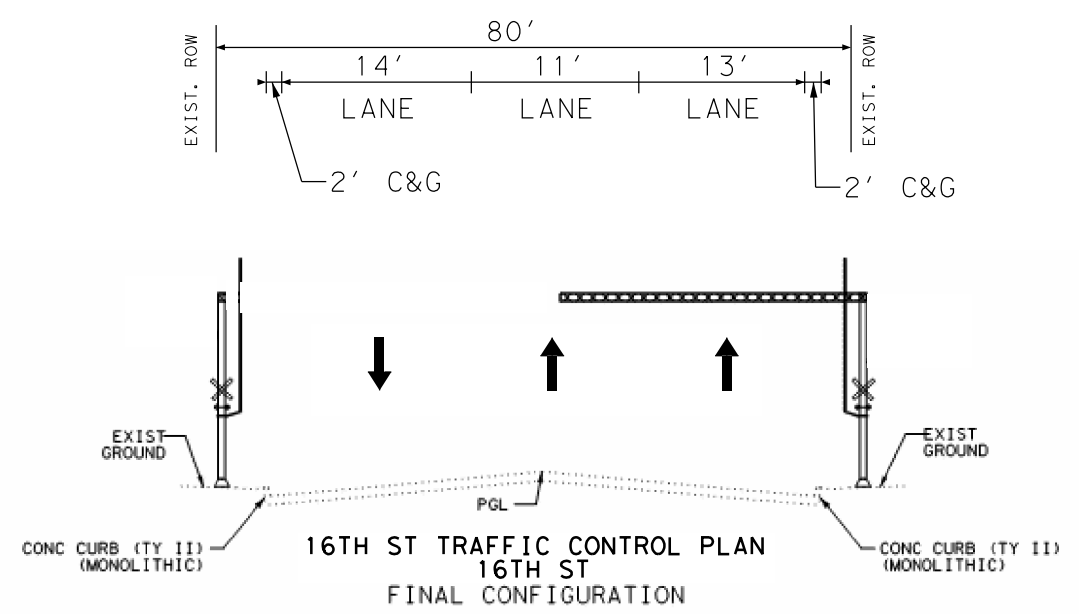 80'
EXIST. ROW
EXIST. ROW
14' 11' 13'
LANE LANE LANE
2' C&G
2' C&G
EXIST
GROUND
EXIST
GROUND
PGL
CONC CURB (TY II)
(MONOLITHIC)
CONC CURB (TY II)
(MONOLITHIC)
16TH ST TRAFFIC CONTROL PLAN
16TH ST
FINAL CONFIGURATION